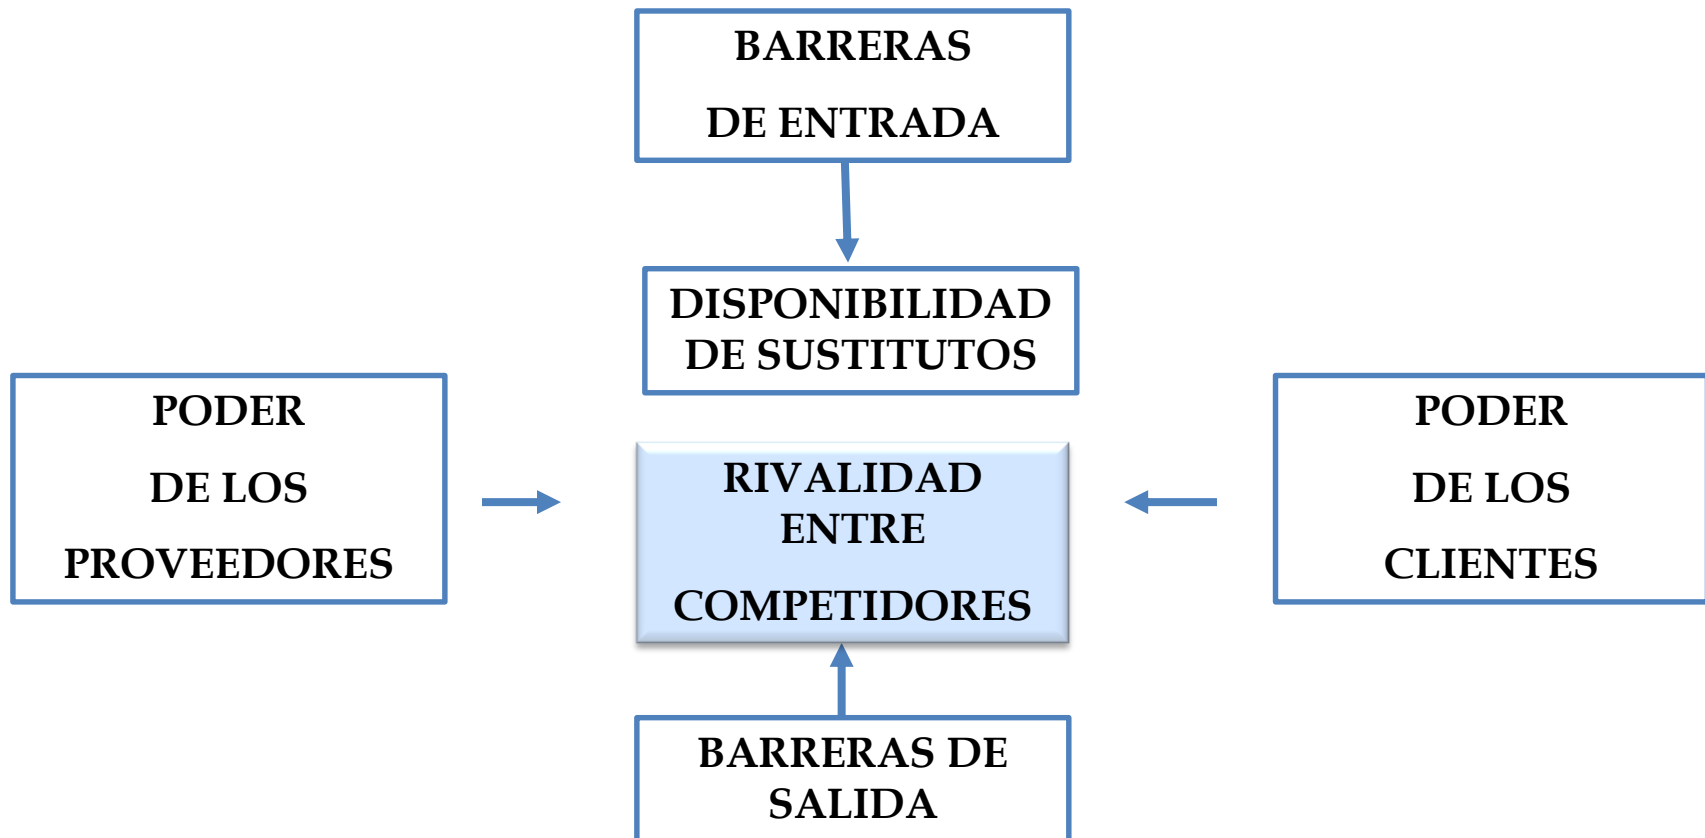 BARRERAS
DE ENTRADA
DISPONIBILIDAD
DE SUSTITUTOS
PODER
DE LOS
PROVEEDORES
RIVALIDAD
ENTRE
COMPETIDORES
PODER
DE LOS
CLIENTES
BARRERAS DE
SALIDA